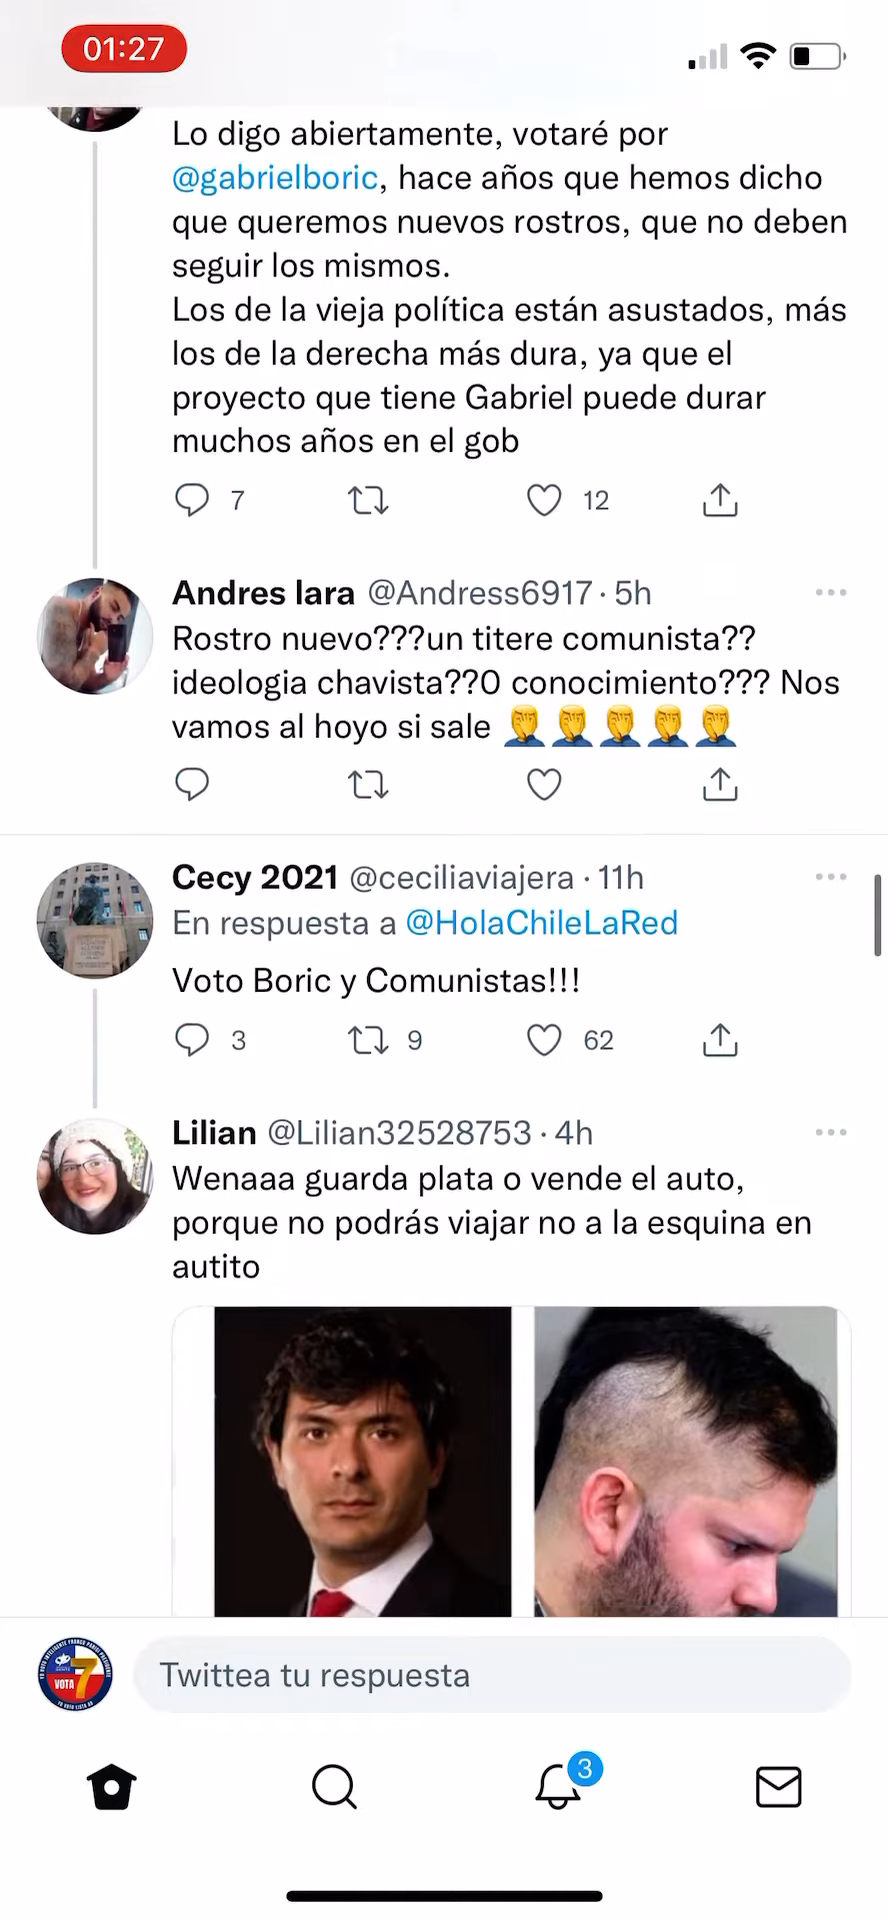 01:27
Lo digo abiertamente, votaré por
@gabrielboric, hace años que hemos dicho
que queremos nuevos rostros, que no deben
seguir los mismos.
Los de la vieja política están asustados, más
los de la derecha más dura, ya que el
proyecto que tiene Gabriel puede durar
muchos años en el gob
7 12
Andres lara @Andress6917 · 5h
Rostro nuevo???un titere comunista??
ideologia chavista??0 conocimiento??? Nos
vamos al hoyo si sale 🤦‍♂️🤦‍♂️🤦‍♂️🤦‍♂️🤦‍♂️
Cecy 2021 @ceciliaviajera · 11h
En respuesta a @HolaChileLaRed
Voto Boric y Comunistas!!!
3 9 62
Lilian @Lilian32528753 · 4h
Wenaaa guarda plata o vende el auto,
porque no podrás viajar no a la esquina en
autito
VOTA 7
Twittea tu respuesta
3